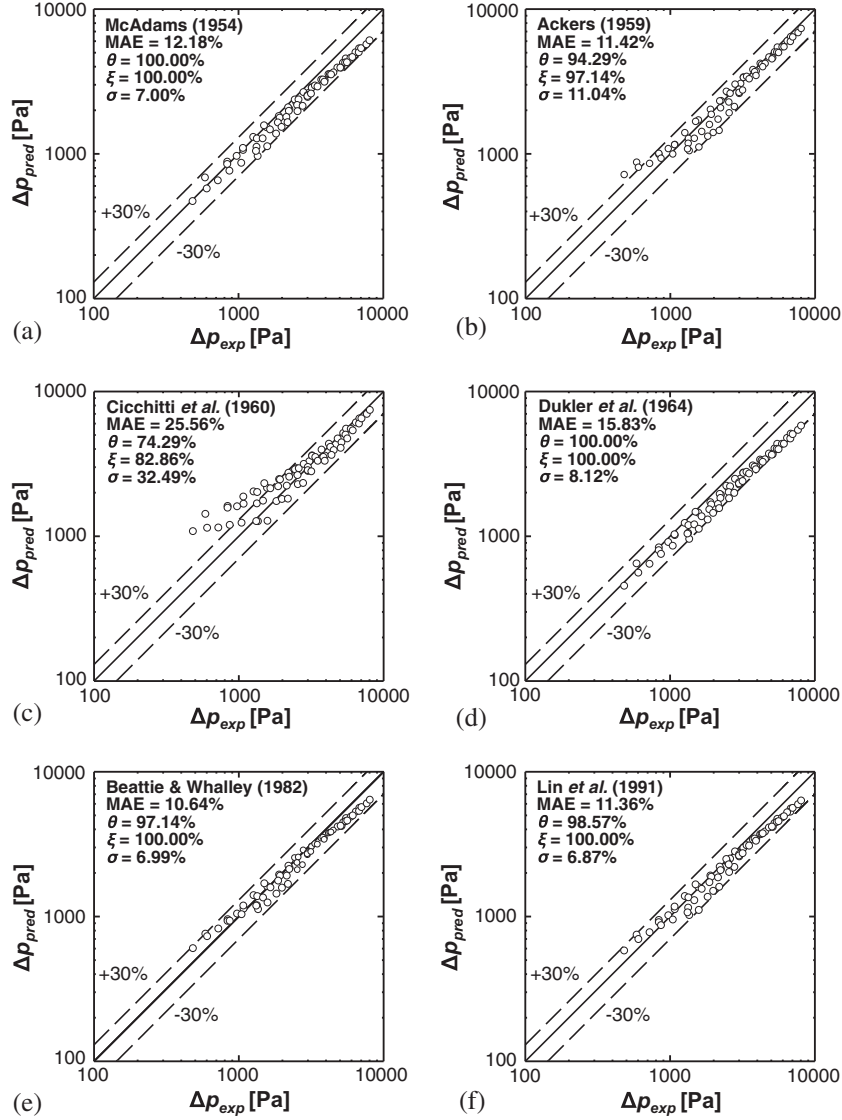 10000
McAdams (1954)
MAE = 12.18%
θ = 100.00%
ξ = 100.00%
σ = 7.00%
Δp_pred [Pa]
1000
+30%
-30%
100
100
1000
10000
(a)
Δp_exp [Pa]
10000
Ackers (1959)
MAE = 11.42%
θ = 94.29%
ξ = 97.14%
σ = 11.04%
Δp_pred [Pa]
1000
+30%
-30%
100
100
1000
10000
(b)
Δp_exp [Pa]
10000
Cicchitti et al. (1960)
MAE = 25.56%
θ = 74.29%
ξ = 82.86%
σ = 32.49%
Δp_pred [Pa]
1000
+30%
-30%
100
100
1000
10000
(c)
Δp_exp [Pa]
10000
Dukler et al. (1964)
MAE = 15.83%
θ = 100.00%
ξ = 100.00%
σ = 8.12%
Δp_pred [Pa]
1000
+30%
-30%
100
100
1000
10000
(d)
Δp_exp [Pa]
10000
Beattie & Whalley (1982)
MAE = 10.64%
θ = 97.14%
ξ = 100.00%
σ = 6.99%
Δp_pred [Pa]
1000
+30%
-30%
100
100
1000
10000
(e)
Δp_exp [Pa]
10000
Lin et al. (1991)
MAE = 11.36%
θ = 98.57%
ξ = 100.00%
σ = 6.87%
Δp_pred [Pa]
1000
+30%
-30%
100
100
1000
10000
(f)
Δp_exp [Pa]